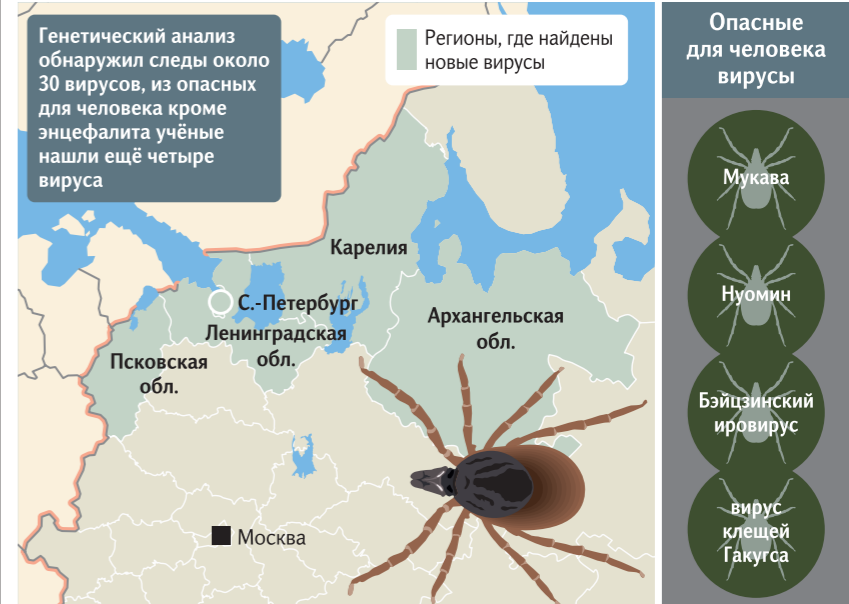 Генетический анализ
обнаружил следы около
30 вирусов, из опасных
для человека кроме
энцефалита учёные
нашли ещё четыре
вируса
Регионы, где найдены
новые вирусы
Карелия
С.-Петербург
Ленинградская
обл.
Архангельская
обл.
Псковская
обл.
Москва
Опасные
для человека
вирусы
Мукава
Нуомин
Бэйцзинский
ировирус
вирус
клещей
Гакугса